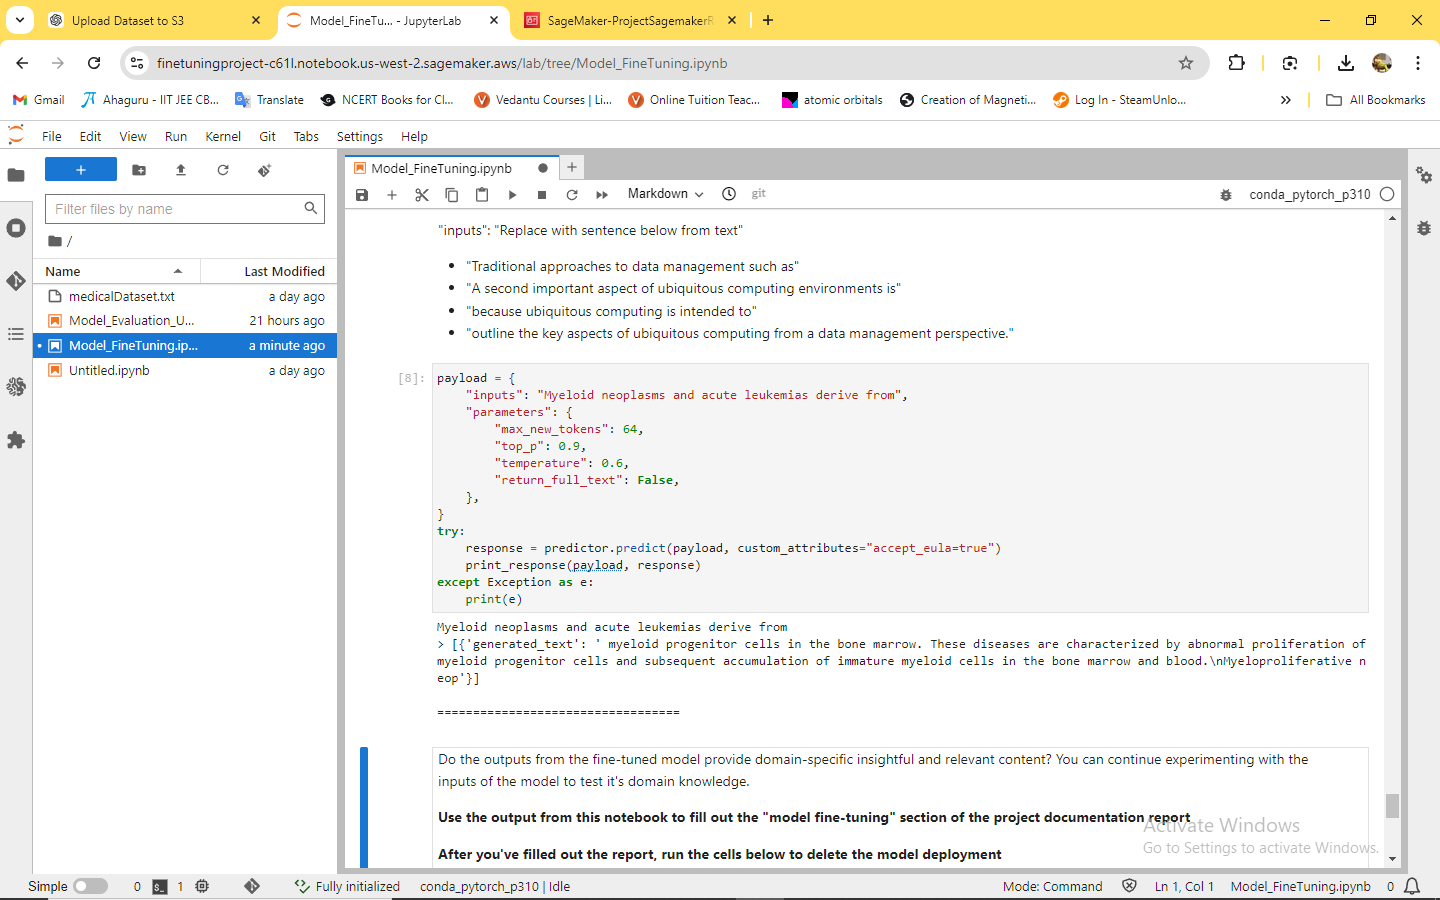 Upload Dataset to S3
Model_FineTu... - JupyterLab
SageMaker-ProjectSagemakerR
finetuningproject-c61l.notebook.us-west-2.sagemaker.aws/lab/tree/Model_FineTuning.ipynb
Gmail
Ahaguru - IIT JEE CB...
Translate
NCERT Books for Cl...
Vedantu Courses | Li...
Online Tuition Teac...
atomic orbitals
Creation of Magneti...
Log In - SteamUnlo...
All Bookmarks
File Edit View Run Kernel Git Tabs Settings Help
Model_FineTuning.ipynb
Markdown
git
conda_pytorch_p310
Filter files by name
/
Name Last Modified
medicalDataset.txt a day ago
Model_Evaluation_U... 21 hours ago
Model_FineTuning.ip... a minute ago
Untitled.ipynb a day ago
"inputs": "Replace with sentence below from text"
• "Traditional approaches to data management such as"
• "A second important aspect of ubiquitous computing environments is"
• "because ubiquitous computing is intended to"
• "outline the key aspects of ubiquitous computing from a data management perspective."
[8]: payload = {
"inputs": "Myeloid neoplasms and acute leukemias derive from",
"parameters": {
"max_new_tokens": 64,
"top_p": 0.9,
"temperature": 0.6,
"return_full_text": False,
},
}
try:
response = predictor.predict(payload, custom_attributes="accept_eula=true")
print_response(payload, response)
except Exception as e:
print(e)
Myeloid neoplasms and acute leukemias derive from
> [{'generated_text': ' myeloid progenitor cells in the bone marrow. These diseases are characterized by abnormal proliferation of
myeloid progenitor cells and subsequent accumulation of immature myeloid cells in the bone marrow and blood.\nMyeloproliferative n
eop'}]
==================================
Do the outputs from the fine-tuned model provide domain-specific insightful and relevant content? You can continue experimenting with the
inputs of the model to test it's domain knowledge.
Use the output from this notebook to fill out the "model fine-tuning" section of the project documentation report
After you've filled out the report, run the cells below to delete the model deployment
Activate Windows
Go to Settings to activate Windows.
Simple 0 $_ 1 Fully initialized conda_pytorch_p310 | Idle Mode: Command Ln 1, Col 1 Model_FineTuning.ipynb 0